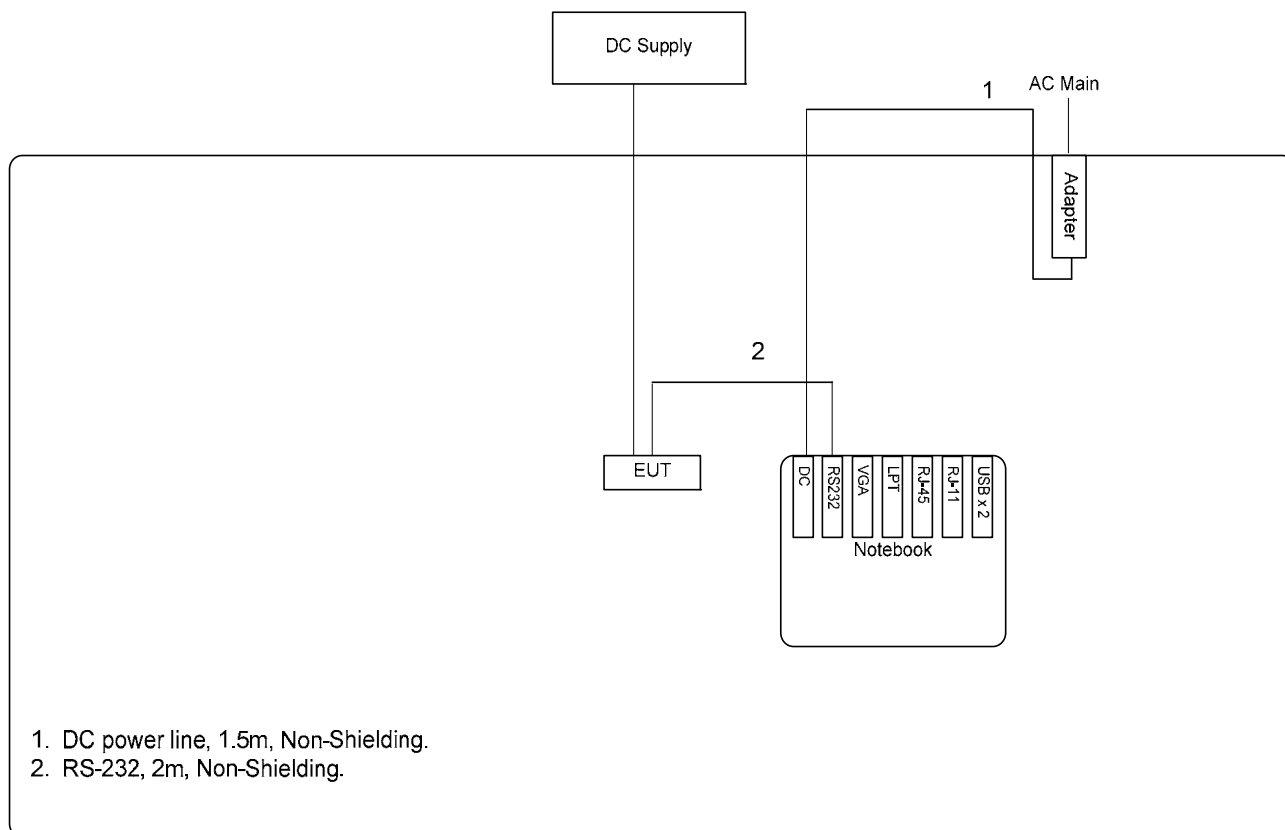 DC Supply
1
AC Main
Adapter
2
EUT
DC
RS232
VGA
LPT
RJ-45
RJ-11
USB x 2
Notebook
1. DC power line, 1.5m, Non-Shielding.
2. RS-232, 2m, Non-Shielding.